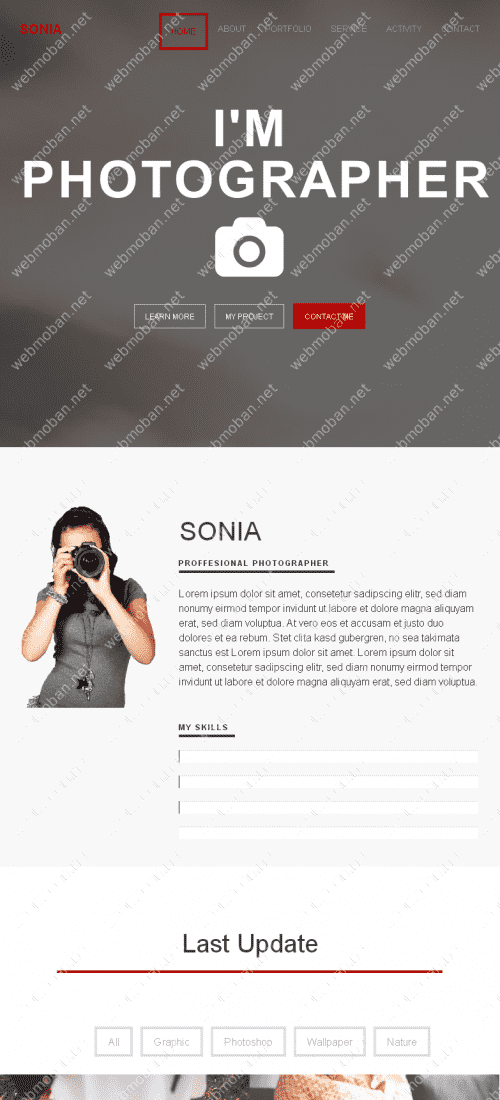 SONIA
HOME ABOUT PORTFOLIO SERVICE ACTIVITY CONTACT
I'M
PHOTOGRAPHER
LEARN MORE MY PROJECT CONTACT ME
SONIA
PROFFESIONAL PHOTOGRAPHER
Lorem ipsum dolor sit amet, consetetur sadipscing elitr, sed diam
nonumy eirmod tempor invidunt ut labore et dolore magna aliquyam
erat, sed diam voluptua. At vero eos et accusam et justo duo
dolores et ea rebum. Stet clita kasd gubergren, no sea takimata
sanctus est Lorem ipsum dolor sit amet. Lorem ipsum dolor sit
amet, consetetur sadipscing elitr, sed diam nonumy eirmod tempor
invidunt ut labore et dolore magna aliquyam erat, sed diam voluptua.
MY SKILLS
Last Update
All Graphic Photoshop Wallpaper Nature
webmoban.net